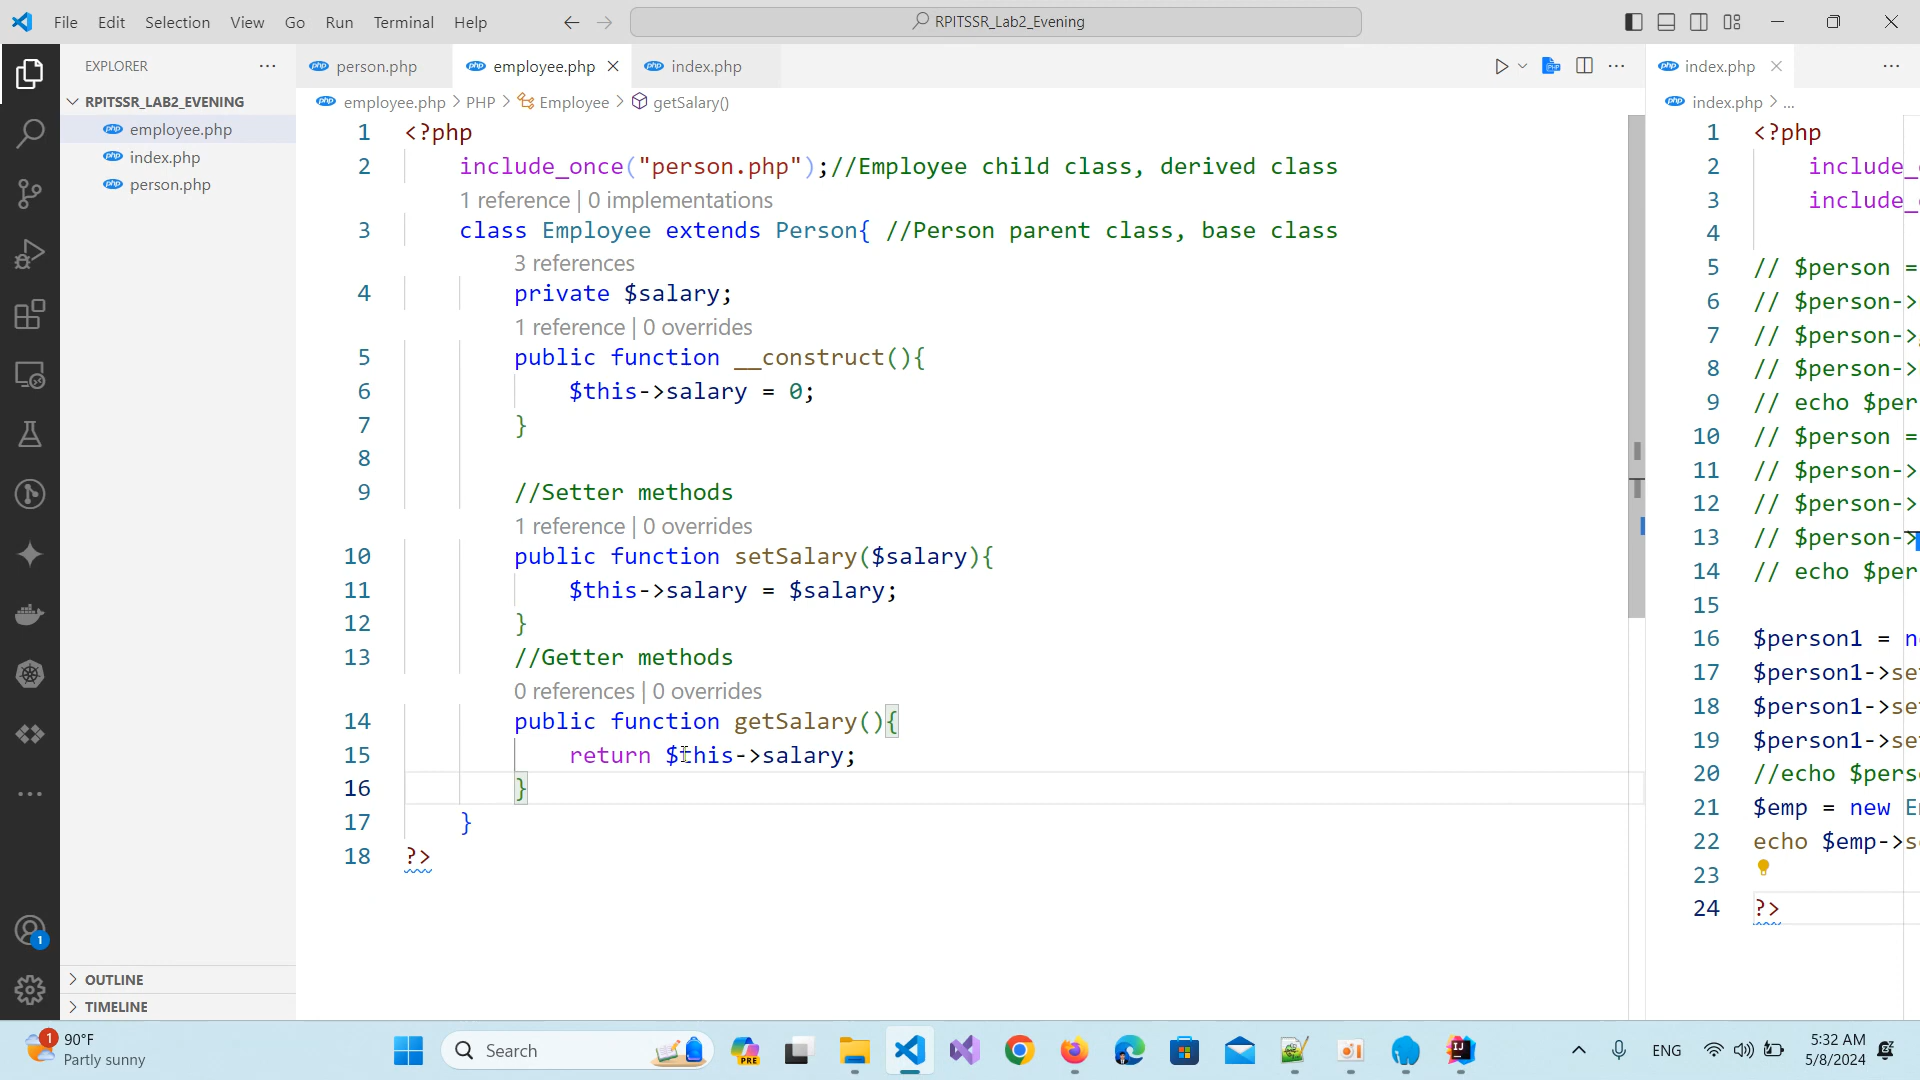 File Edit Selection View Go Run Terminal Help
RPITSSR_Lab2_Evening
EXPLORER
RPITSSR_LAB2_EVENING
employee.php
index.php
person.php
OUTLINE
TIMELINE
person.php employee.php index.php
employee.php > PHP > Employee > getSalary()
1 <?php
2 include_once("person.php");//Employee child class, derived class
1 reference | 0 implementations
3 class Employee extends Person{ //Person parent class, base class
3 references
4 private $salary;
1 reference | 0 overrides
5 public function __construct(){
6 $this->salary = 0;
7 }
8
9 //Setter methods
1 reference | 0 overrides
10 public function setSalary($salary){
11 $this->salary = $salary;
12 }
13 //Getter methods
0 references | 0 overrides
14 public function getSalary(){
15 return $this->salary;
16 }
17 }
18 ?>
index.php
index.php > ...
1 <?php
2 include_
3 include_
4
5 // $person =
6 // $person->
7 // $person->
8 // $person->
9 // echo $per
10 // $person =
11 // $person->
12 // $person->
13 // $person->
14 // echo $per
15
16 $person1 = n
17 $person1->se
18 $person1->se
19 $person1->se
20 //echo $pers
21 $emp = new E
22 echo $emp->s
23
24 ?>
1
1
90°F
Partly sunny
Search
PRE
ENG
5:32 AM
5/8/2024